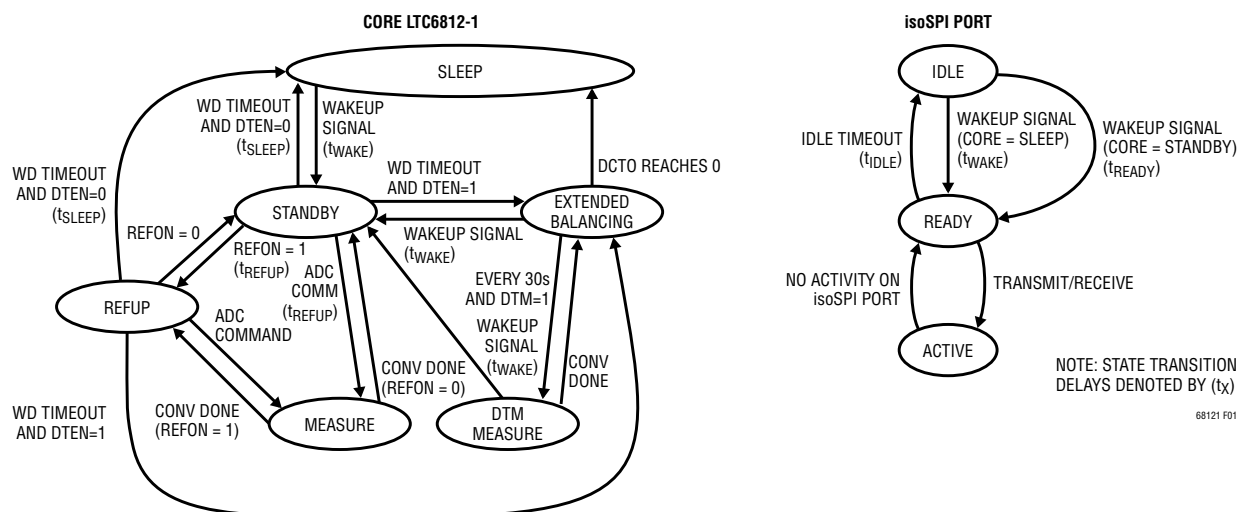 CORE LTC6812-1
SLEEP
WD TIMEOUT
AND DTEN=0
(tSLEEP)
WAKEUP
SIGNAL
(tWAKE)
WD TIMEOUT
AND DTEN=1
DCTO REACHES 0
WD TIMEOUT
AND DTEN=0
(tSLEEP)
STANDBY
EXTENDED
BALANCING
REFON = 0
REFON = 1
(tREFUP)
WAKEUP SIGNAL
(tWAKE)
ADC
COMM
(tREFUP)
EVERY 30s
AND DTM=1
REFUP
ADC
COMMAND
WAKEUP
SIGNAL
(tWAKE)
CONV
DONE
CONV DONE
(REFON = 0)
WD TIMEOUT
AND DTEN=1
CONV DONE
(REFON = 1)
MEASURE
DTM
MEASURE
isoSPI PORT
IDLE
IDLE TIMEOUT
(tIDLE)
WAKEUP SIGNAL
(CORE = SLEEP)
(tWAKE)
WAKEUP SIGNAL
(CORE = STANDBY)
(tREADY)
READY
NO ACTIVITY ON
isoSPI PORT
TRANSMIT/RECEIVE
ACTIVE
NOTE: STATE TRANSITION
DELAYS DENOTED BY (tX)
68121 F01